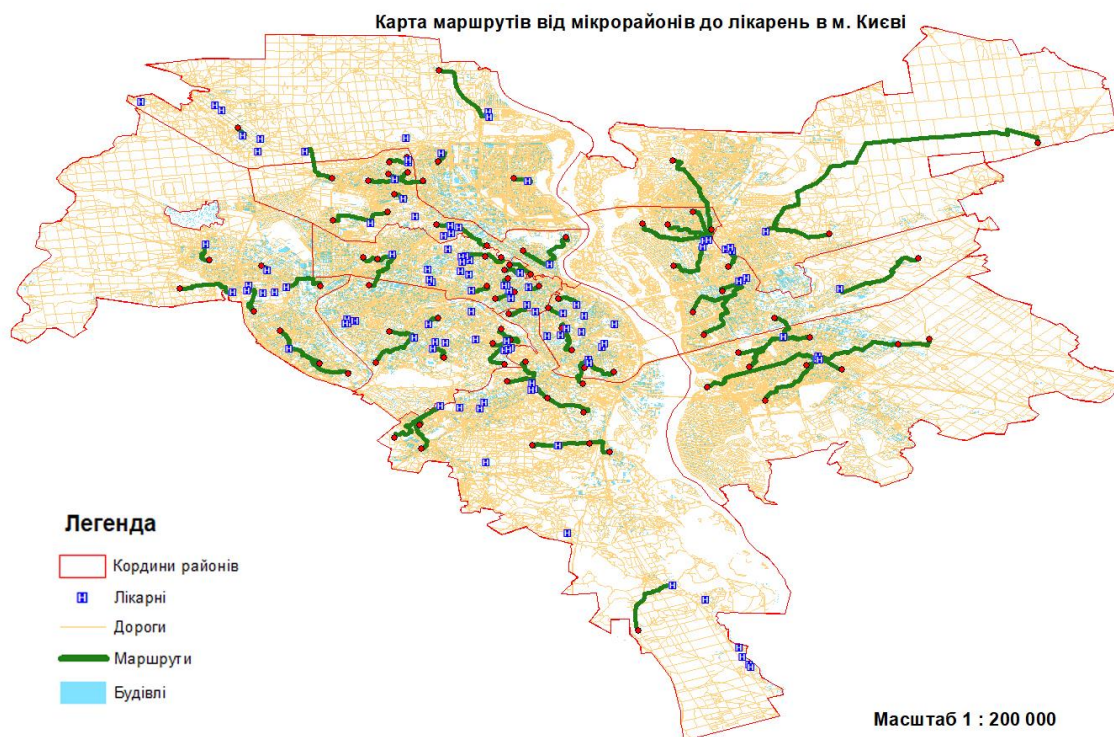 Карта маршрутів від мікрорайонів до лікарень в м. Києві
Легенда
Кордини районів
H Лікарні
Дороги
Маршрути
Будівлі
Масштаб 1 : 200 000